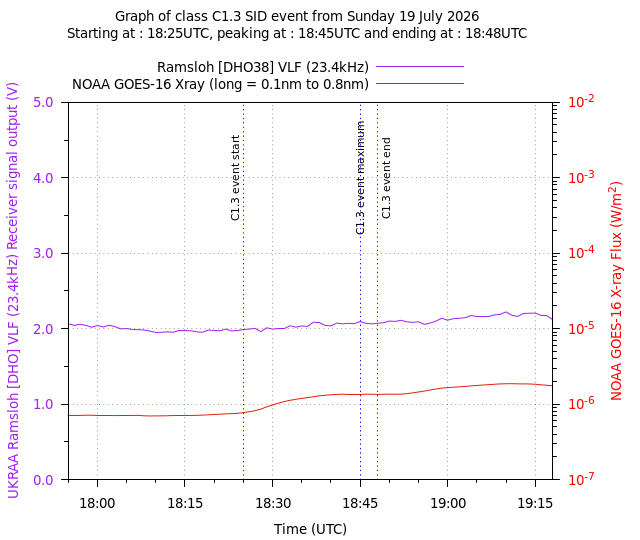 Graph of class C1.3 SID event from Sunday 19 July 2026
Starting at : 18:25UTC, peaking at : 18:45UTC and ending at : 18:48UTC
Ramsloh [DHO38] VLF (23.4kHz)
NOAA GOES-16 Xray (long = 0.1nm to 0.8nm)
UKRAA Ramsloh [DHO] VLF (23.4kHz) Receiver signal output (V)
5.0
4.0
3.0
2.0
1.0
0.0
C1.3 event start
C1.3 event maximum
C1.3 event end
10-2
10-3
10-4
10-5
10-6
10-7
NOAA GOES-16 X-ray Flux (W/m2)
18:00 18:15 18:30 18:45 19:00 19:15
Time (UTC)